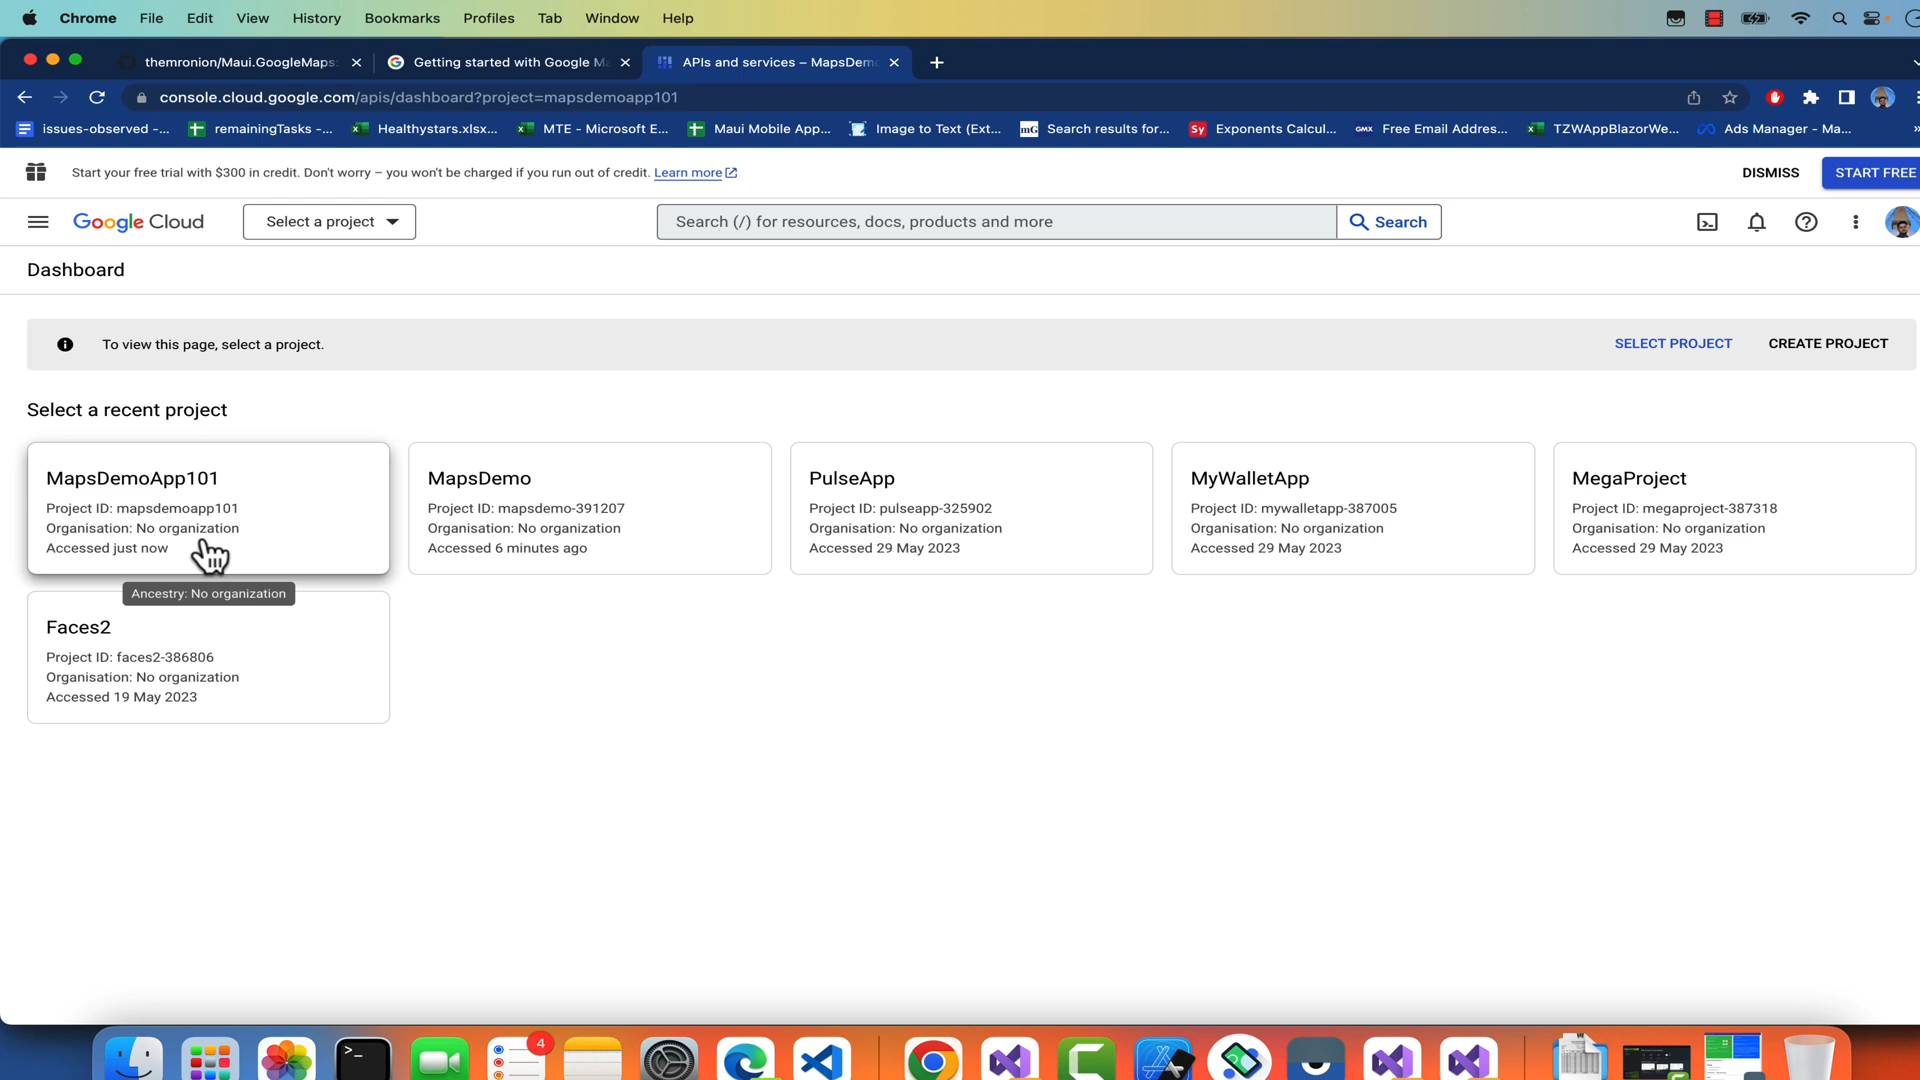 Chrome File Edit View History Bookmarks Profiles Tab Window Help
themronion/Maui.GoogleMaps: Getting started with Google Ma APIs and services – MapsDem
console.cloud.google.com/apis/dashboard?project=mapsdemoapp101
issues-observed -... remainingTasks -... Healthystars.xlsx... MTE - Microsoft E... Maui Mobile App... Image to Text (Ext... mG Search results for... Sy Exponents Calcul... GMX Free Email Addres... TZWAppBlazorWe... Ads Manager - Ma... »
Start your free trial with $300 in credit. Don't worry – you won't be charged if you run out of credit. Learn more DISMISS START FREE
Google Cloud Select a project Search (/) for resources, docs, products and more Search
Dashboard
To view this page, select a project. SELECT PROJECT CREATE PROJECT
Select a recent project
MapsDemoApp101
Project ID: mapsdemoapp101
Organisation: No organization
Accessed just now
MapsDemo
Project ID: mapsdemo-391207
Organisation: No organization
Accessed 6 minutes ago
PulseApp
Project ID: pulseapp-325902
Organisation: No organization
Accessed 29 May 2023
MyWalletApp
Project ID: mywalletapp-387005
Organisation: No organization
Accessed 29 May 2023
MegaProject
Project ID: megaproject-387318
Organisation: No organization
Accessed 29 May 2023
Ancestry: No organization
Faces2
Project ID: faces2-386806
Organisation: No organization
Accessed 19 May 2023
4